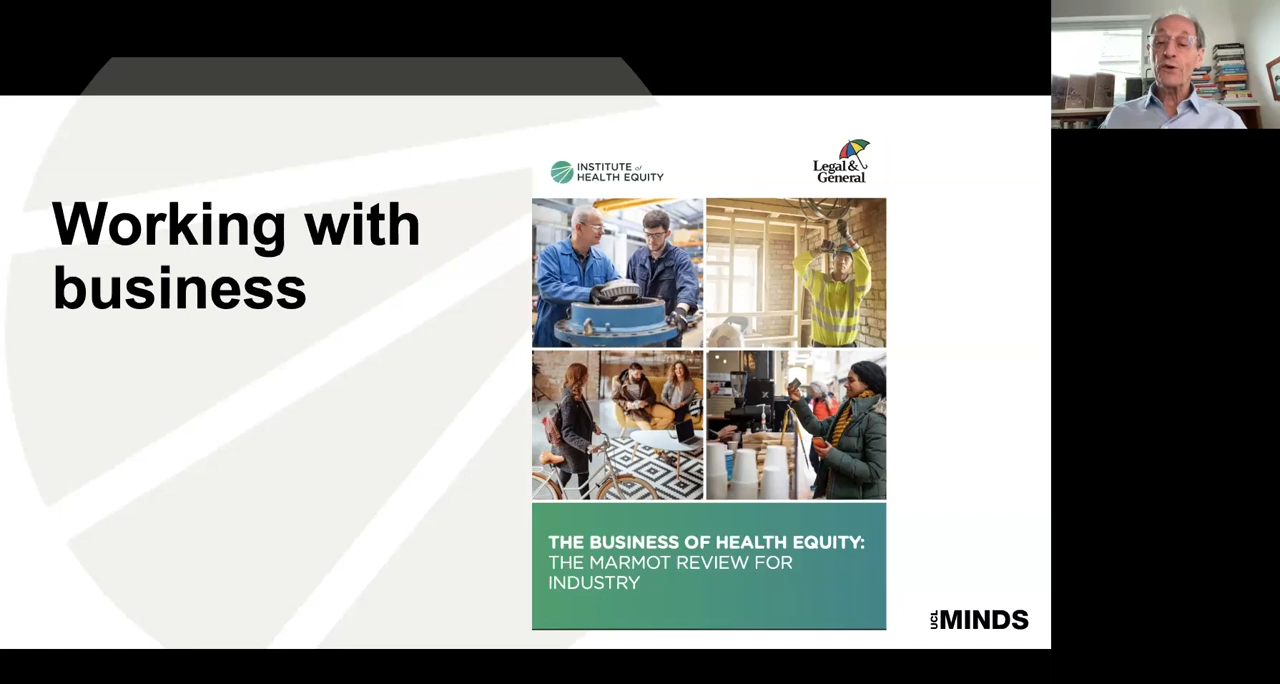 Working with
business
INSTITUTE of
HEALTH EQUITY
Legal &
General
THE BUSINESS OF HEALTH EQUITY:
THE MARMOT REVIEW FOR
INDUSTRY
UCL MINDS